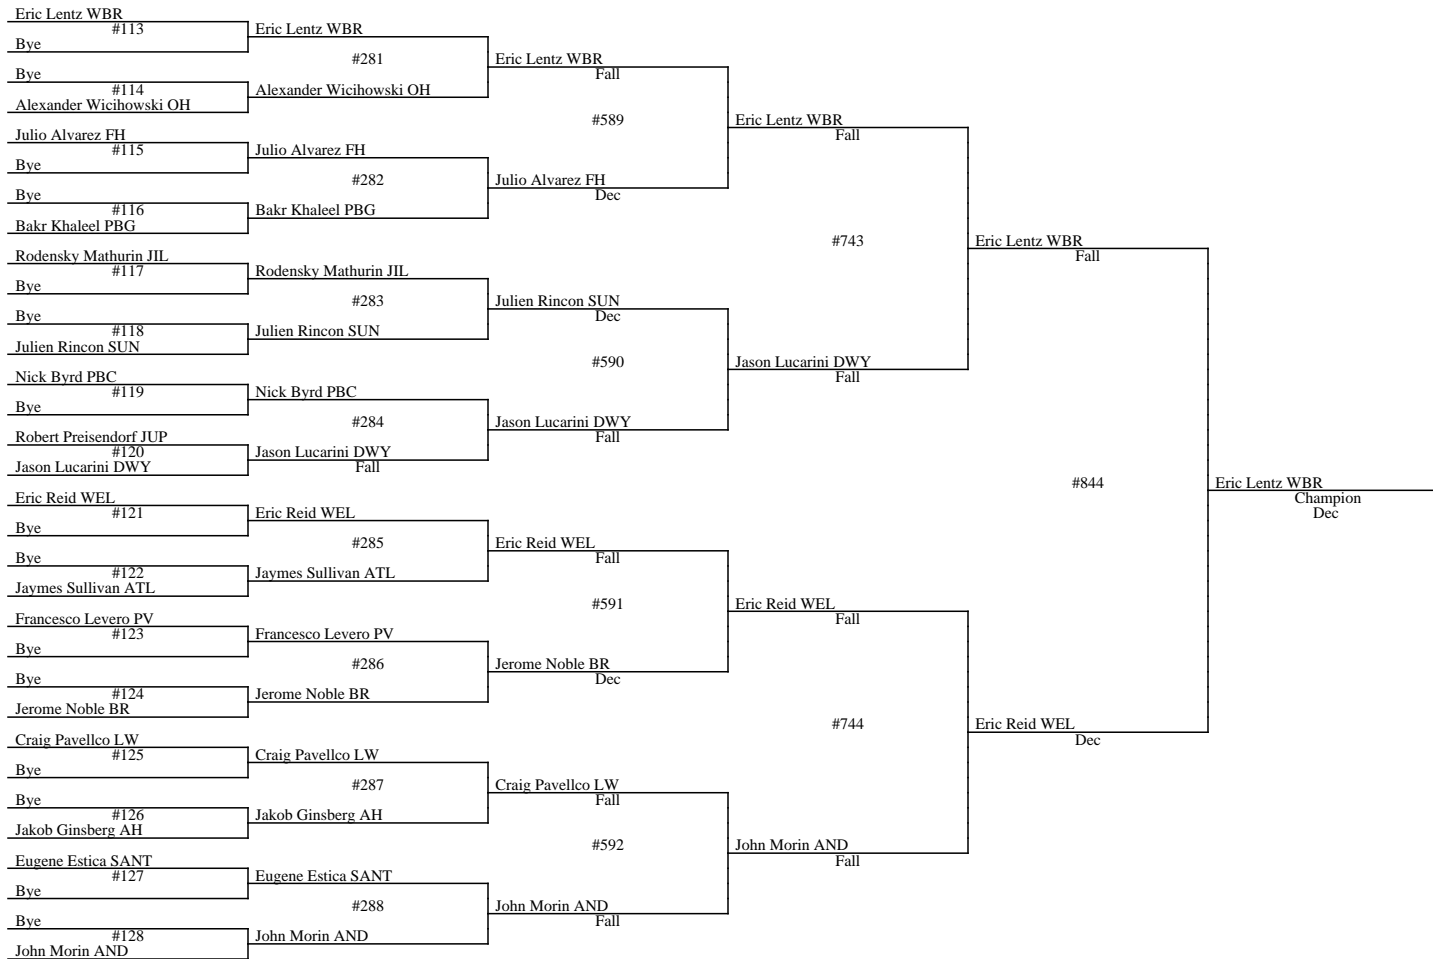 Eric Lentz WBR
#113
Bye
Bye
#114
Alexander Wicihowski OH
Julio Alvarez FH
#115
Bye
Bye
#116
Bakr Khaleel PBG
Rodensky Mathurin JIL
#117
Bye
Bye
#118
Julien Rincon SUN
Nick Byrd PBC
#119
Bye
Robert Preisendorf JUP
#120
Jason Lucarini DWY
Eric Reid WEL
#121
Bye
Bye
#122
Jaymes Sullivan ATL
Francesco Levero PV
#123
Bye
Bye
#124
Jerome Noble BR
Craig Pavellco LW
#125
Bye
Bye
#126
Jakob Ginsberg AH
Eugene Estica SANT
#127
Bye
Bye
#128
John Morin AND
Eric Lentz WBR
#281
Alexander Wicihowski OH
Julio Alvarez FH
#282
Bakr Khaleel PBG
Rodensky Mathurin JIL
#283
Julien Rincon SUN
Nick Byrd PBC
#284
Jason Lucarini DWY
Fall
Eric Reid WEL
#285
Jaymes Sullivan ATL
Francesco Levero PV
#286
Jerome Noble BR
Craig Pavellco LW
#287
Jakob Ginsberg AH
Eugene Estica SANT
#288
John Morin AND
Eric Lentz WBR
Fall
#589
Julio Alvarez FH
Dec
Julien Rincon SUN
Dec
#590
Jason Lucarini DWY
Fall
Eric Reid WEL
Fall
#591
Jerome Noble BR
Dec
Craig Pavellco LW
Fall
#592
John Morin AND
Fall
Eric Lentz WBR
Fall
#743
Jason Lucarini DWY
Fall
Eric Reid WEL
Fall
#744
John Morin AND
Fall
Eric Lentz WBR
Fall
#844
Eric Reid WEL
Dec
Eric Lentz WBR
Champion
Dec